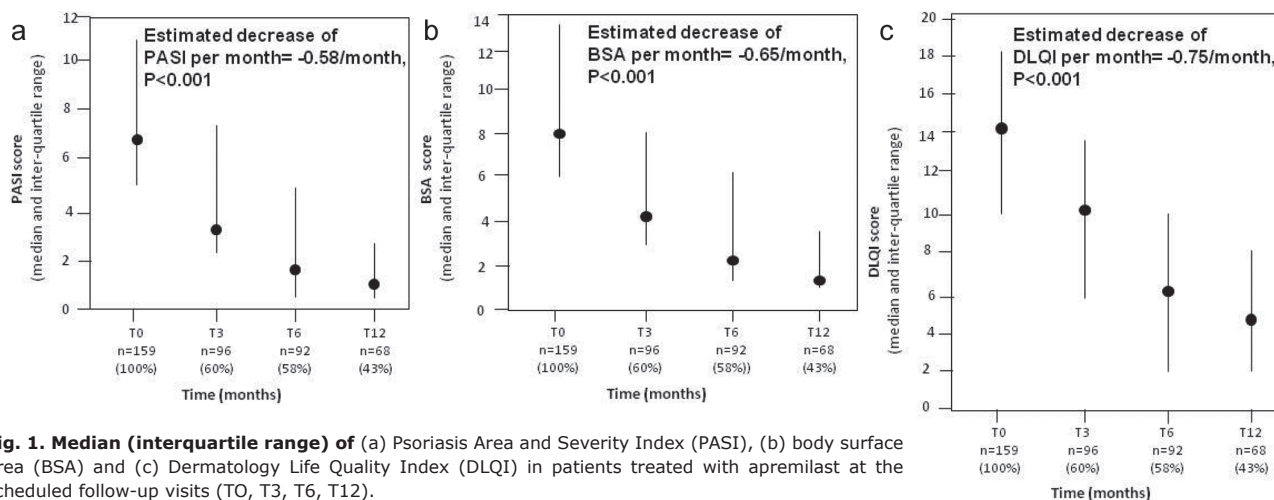 a
Estimated decrease of
PASI per month= -0.58/month,
P<0.001
12
10
8
6
4
2
0
PASI score
(median and inter-quartile range)
T0 T3 T6 T12
n=159 n=96 n=92 n=68
(100%) (60%) (58%) (43%)
Time (months)
b
Estimated decrease of
BSA per month= -0.65/month,
P<0.001
14
12
10
8
6
4
2
0
BSA score
(median and inter-quartile range)
T0 T3 T6 T12
n=159 n=96 n=92 n=68
(100%) (60%) (58%)) (43%)
Time (months)
c
Estimated decrease of
DLQI per month= -0.75/month,
P<0.001
20
18
16
14
12
10
8
6
4
2
0
DLQI score
(median and inter-quartile range)
T0 T3 T6 T12
n=159 n=96 n=92 n=68
(100%) (60%) (58%) (43%)
Time (months)
ig. 1. Median (interquartile range) of (a) Psoriasis Area and Severity Index (PASI), (b) body surface
rea (BSA) and (c) Dermatology Life Quality Index (DLQI) in patients treated with apremilast at the
cheduled follow-up visits (TO, T3, T6, T12).